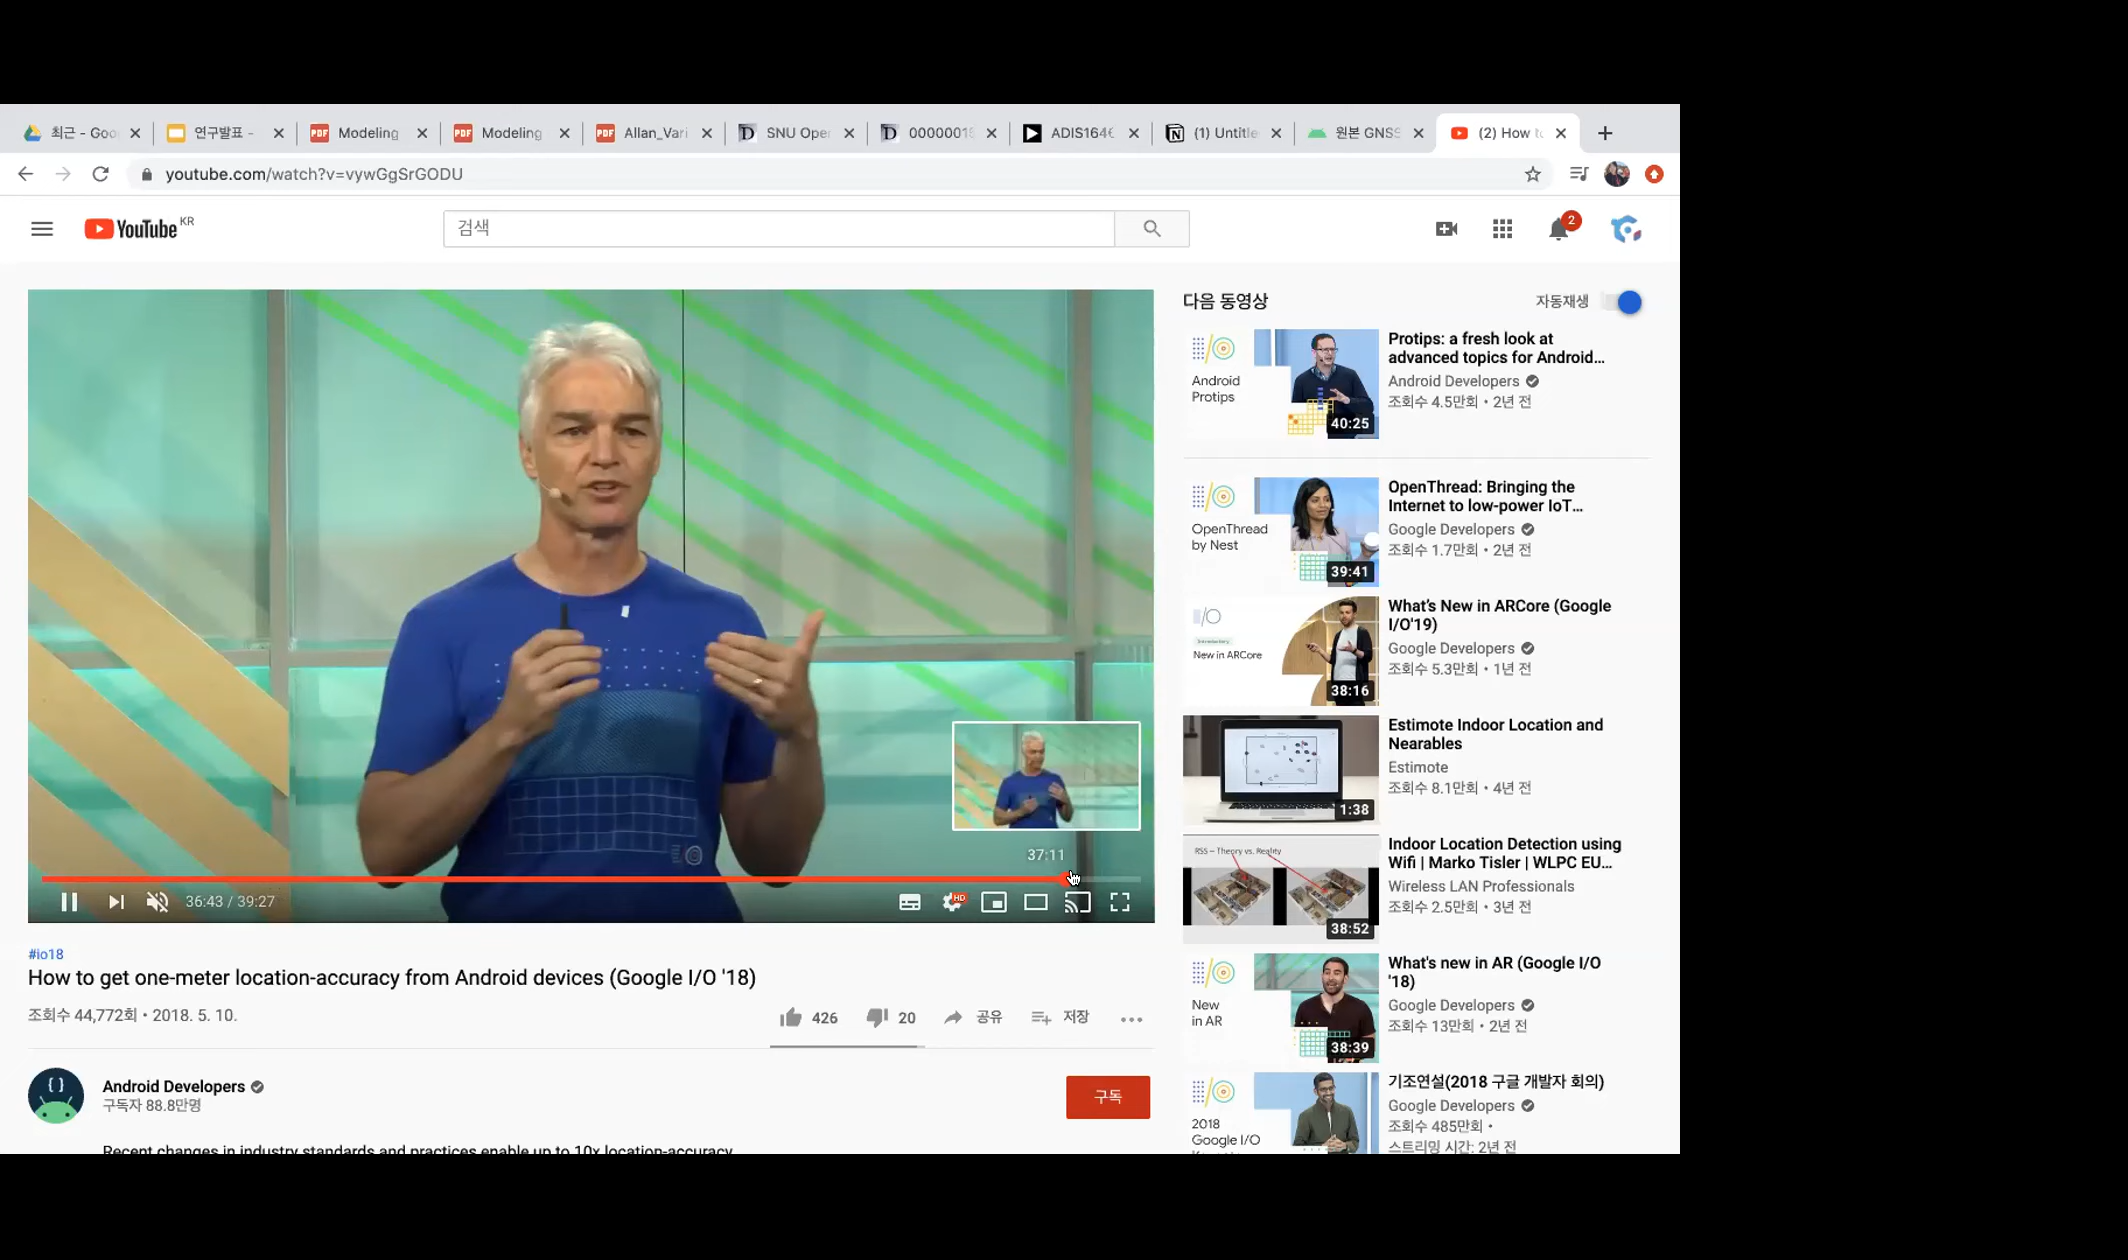 최근 - Goo
연구발표 -
Modeling
Modeling
Allan_Vari
SNU Oper
ADIS164
(1) Untitle
원본 GNSS
(2) How to
youtube.com/watch?v=vywGgSrGODU
YouTube KR
검색
2
다음 동영상
자동재생
37:11
36:43 / 39:27
HD
#io18
How to get one-meter location-accuracy from Android devices (Google I/O '18)
조회수 44,772회 • 2018. 5. 10.
426
20
공유
저장
Android Developers
구독자 88.8만명
구독
Recent changes in industry standards and practices enable up to 10x location-accuracy
Android
Protips
40:25
Protips: a fresh look at
advanced topics for Android...
Android Developers
조회수 4.5만회 • 2년 전
OpenThread
by Nest
39:41
OpenThread: Bringing the
Internet to low-power IoT...
Google Developers
조회수 1.7만회 • 2년 전
I/O
New in ARCore
38:16
What's New in ARCore (Google
I/O'19)
Google Developers
조회수 5.3만회 • 1년 전
1:38
Estimote Indoor Location and
Nearables
Estimote
조회수 8.1만회 • 4년 전
RSS – Theory vs. Reality
38:52
Indoor Location Detection using
Wifi | Marko Tisler | WLPC EU...
Wireless LAN Professionals
조회수 2.5만회 • 3년 전
New
in AR
38:39
What's new in AR (Google I/O
'18)
Google Developers
조회수 13만회 • 2년 전
2018
Google I/O
기조연설(2018 구글 개발자 회의)
Google Developers
조회수 485만회 •
스트리밍 시간: 2년 전